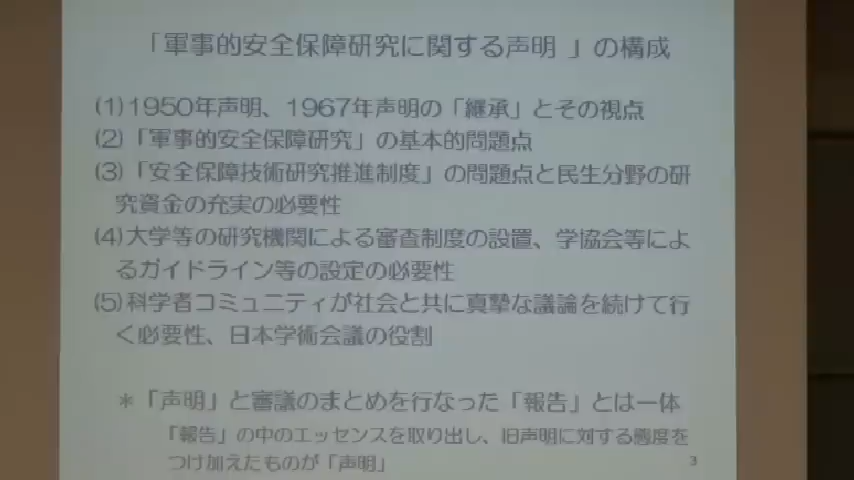 「軍事的安全保障研究に関する声明 」の構成
(1)1950年声明、1967年声明の「継承」とその視点
(2)「軍事的安全保障研究」の基本的問題点
(3)「安全保障技術研究推進制度」の問題点と民生分野の研
究資金の充実の必要性
(4)大学等の研究機関による審査制度の設置、学協会等によ
るガイドライン等の設定の必要性
(5)科学者コミュニティが社会と共に真摯な議論を続けて行
く必要性、日本学術会議の役割
＊「声明」と審議のまとめを行なった「報告」とは一体
「報告」の中のエッセンスを取り出し、旧声明に対する態度を
つけ加えたものが「声明」
3